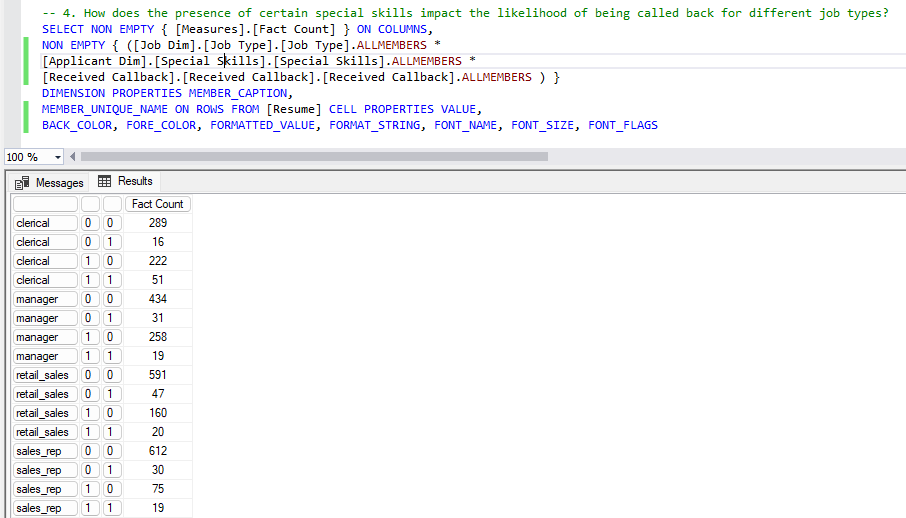 -- 4. How does the presence of certain special skills impact the likelihood of being called back for different job types?
SELECT NON EMPTY { [Measures].[Fact Count] } ON COLUMNS,
NON EMPTY { ([Job Dim].[Job Type].[Job Type].ALLMEMBERS *
[Applicant Dim].[Special Skills].[Special Skills].ALLMEMBERS *
[Received Callback].[Received Callback].[Received Callback].ALLMEMBERS ) }
DIMENSION PROPERTIES MEMBER_CAPTION,
MEMBER_UNIQUE_NAME ON ROWS FROM [Resume] CELL PROPERTIES VALUE,
BACK_COLOR, FORE_COLOR, FORMATTED_VALUE, FORMAT_STRING, FONT_NAME, FONT_SIZE, FONT_FLAGS
100 %
Messages Results
Fact Count
clerical 0 0 289
clerical 0 1 16
clerical 1 0 222
clerical 1 1 51
manager 0 0 434
manager 0 1 31
manager 1 0 258
manager 1 1 19
retail_sales 0 0 591
retail_sales 0 1 47
retail_sales 1 0 160
retail_sales 1 1 20
sales_rep 0 0 612
sales_rep 0 1 30
sales_rep 1 0 75
sales_rep 1 1 19